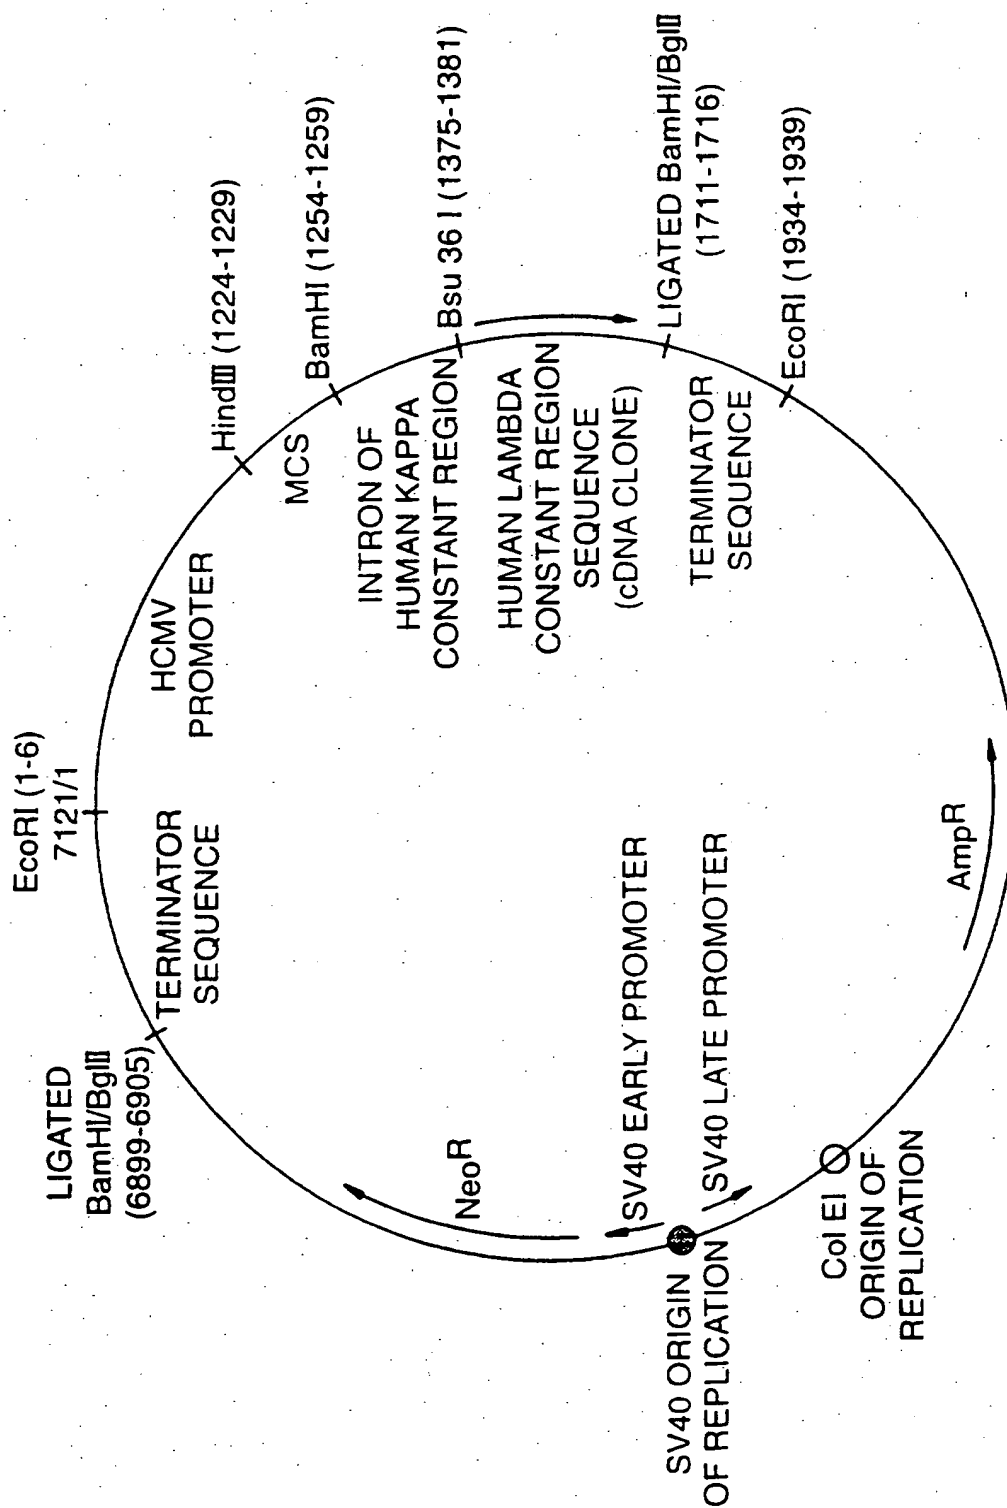 EcoRI (1-6)
7121/1
HCMV
PROMOTER
HindⅢ (1224-1229)
MCS
BamHI (1254-1259)
INTRON OF
HUMAN KAPPA
CONSTANT REGION
Bsu 36 I (1375-1381)
HUMAN LAMBDA
CONSTANT REGION
SEQUENCE
(cDNA CLONE)
LIGATED BamHI/BglⅡ
(1711-1716)
TERMINATOR
SEQUENCE
EcoRI (1934-1939)
AmpR
Col EI
ORIGIN OF
REPLICATION
SV40 LATE PROMOTER
SV40 ORIGIN
OF REPLICATION
SV40 EARLY PROMOTER
NeoR
LIGATED
BamHI/BglⅡ
(6899-6905)
TERMINATOR
SEQUENCE